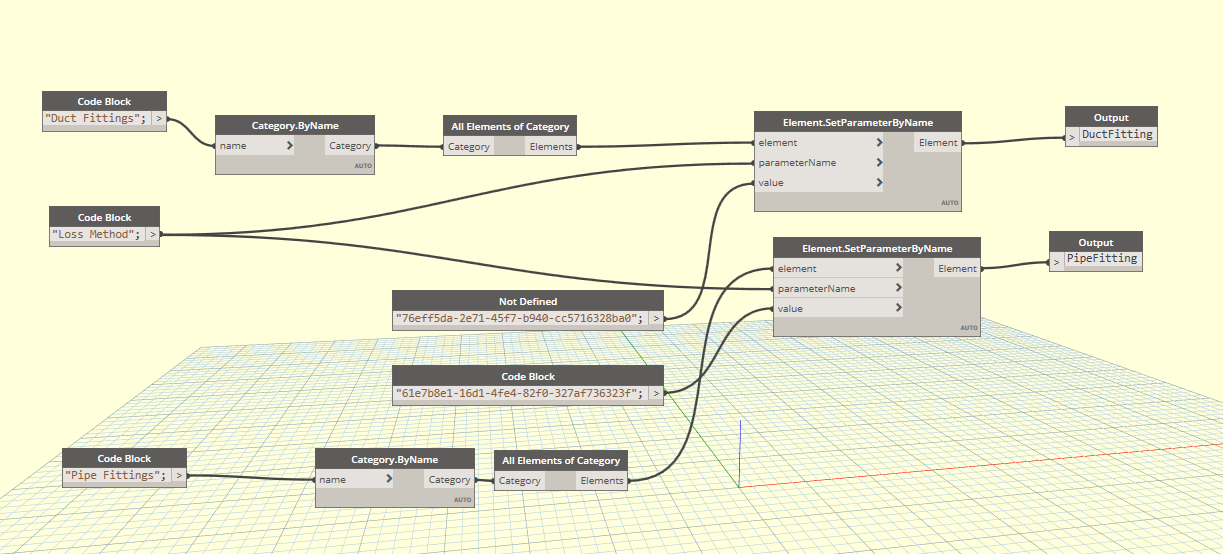 Code Block
"Duct Fittings"; >
Category.ByName
name > Category
AUTO
All Elements of Category
Category Elements
Element.SetParameterByName
element > Element
parameterName >
value >
AUTO
Output
> DuctFitting
Code Block
"Loss Method"; >
Element.SetParameterByName
element > Element
parameterName >
value >
AUTO
Output
> PipeFitting
Not Defined
"76eff5da-2e71-45f7-b940-cc5716328ba0"; >
Code Block
"61e7b8e1-16d1-4fe4-82f0-327af736323f"; >
Code Block
"Pipe Fittings"; >
Category.ByName
name > Category
AUTO
All Elements of Category
Category Elements